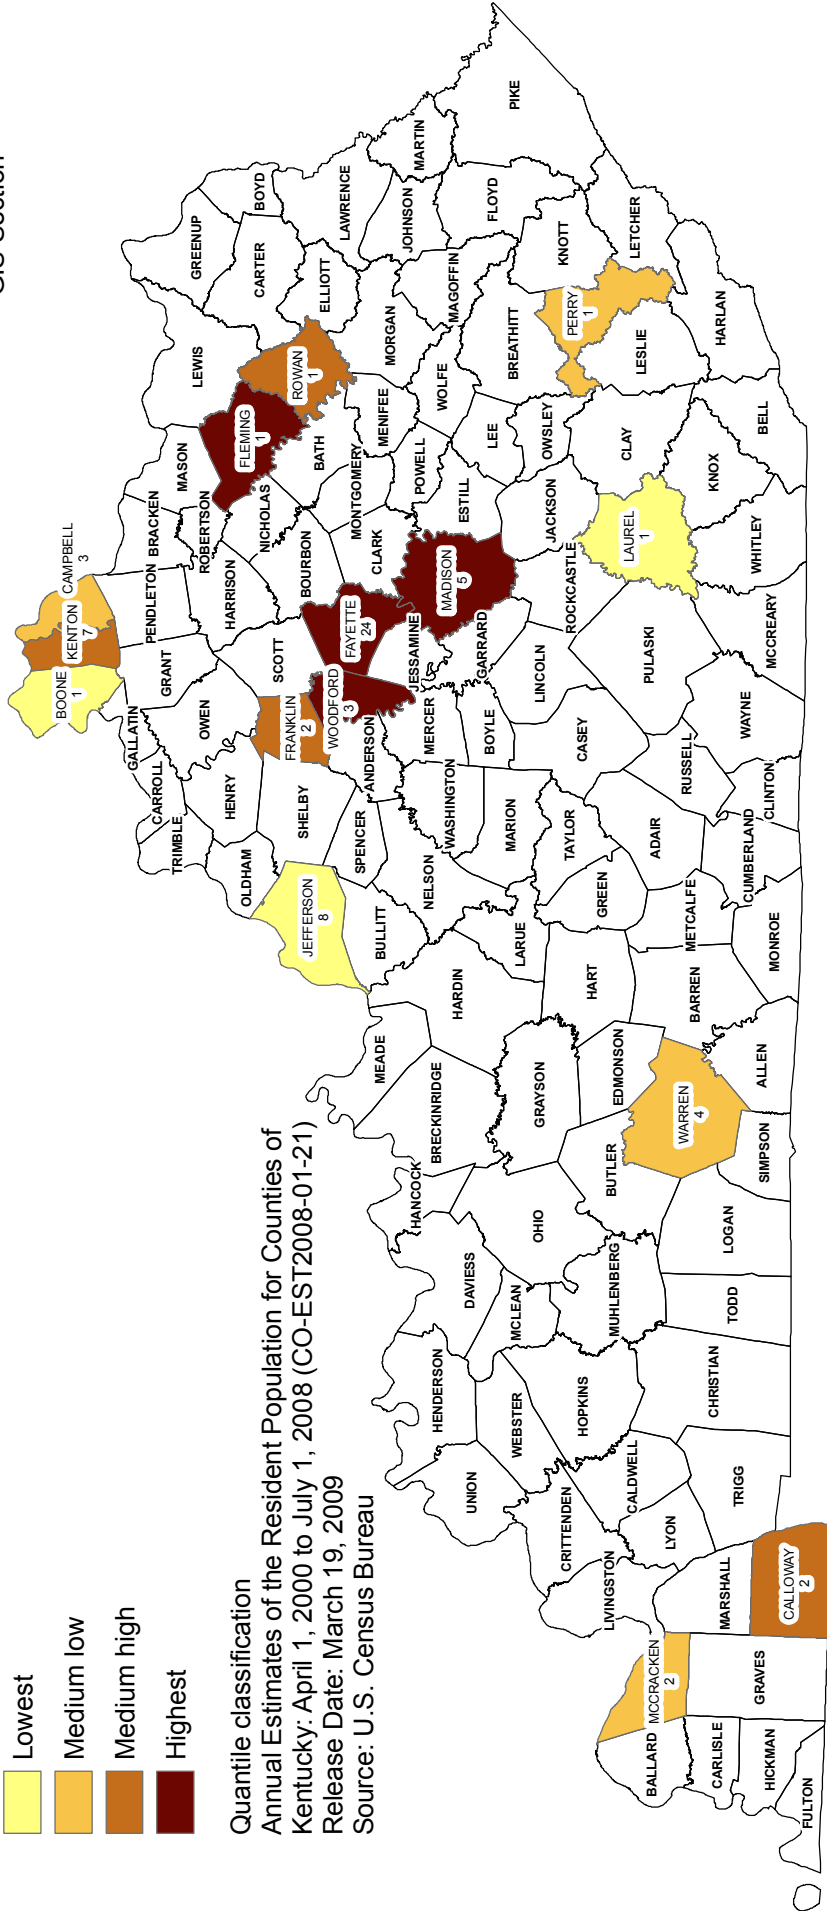 GIS Section
Lowest
Medium low
Medium high
Highest
Quantile classification
Annual Estimates of the Resident Population for Counties of
Kentucky: April 1, 2000 to July 1, 2008 (CO-EST2008-01-21)
Release Date: March 19, 2009
Source: U.S. Census Bureau
BOONE
1
KENTON
7
CAMPBELL
3
GALLATIN
GRANT
PENDLETON
BRACKEN
MASON
LEWIS
GREENUP
BOYD
CARTER
LAWRENCE
ELLIOTT
ROWAN
1
FLEMING
1
ROBERTSON
NICHOLAS
HARRISON
OWEN
CARROLL
TRIMBLE
HENRY
OLDHAM
SHELBY
FRANKLIN
2
SCOTT
BOURBON
BATH
MONTGOMERY
MENIFEE
MORGAN
JOHNSON
MARTIN
PIKE
FLOYD
MAGOFFIN
WOLFE
POWELL
CLARK
FAYETTE
24
WOODFORD
3
ANDERSON
SPENCER
JEFFERSON
8
BULLITT
NELSON
WASHINGTON
MERCER
JESSAMINE
GARRARD
MADISON
5
ESTILL
LEE
BREATHITT
KNOTT
LETCHER
PERRY
1
LESLIE
HARLAN
OWSLEY
CLAY
JACKSON
ROCKCASTLE
LAUREL
1
KNOX
BELL
WHITLEY
MCCREARY
PULASKI
LINCOLN
BOYLE
CASEY
MARION
TAYLOR
GREEN
ADAIR
RUSSELL
WAYNE
CLINTON
CUMBERLAND
METCALFE
MONROE
BARREN
HART
LARUE
HARDIN
MEADE
BRECKINRIDGE
GRAYSON
EDMONSON
WARREN
4
ALLEN
SIMPSON
BUTLER
LOGAN
OHIO
HANCOCK
DAVIESS
MCLEAN
MUHLENBERG
TODD
CHRISTIAN
HOPKINS
WEBSTER
HENDERSON
UNION
CRITTENDEN
CALDWELL
LYON
TRIGG
LIVINGSTON
MARSHALL
CALLOWAY
2
MCCRACKEN
2
GRAVES
BALLARD
CARLISLE
HICKMAN
FULTON